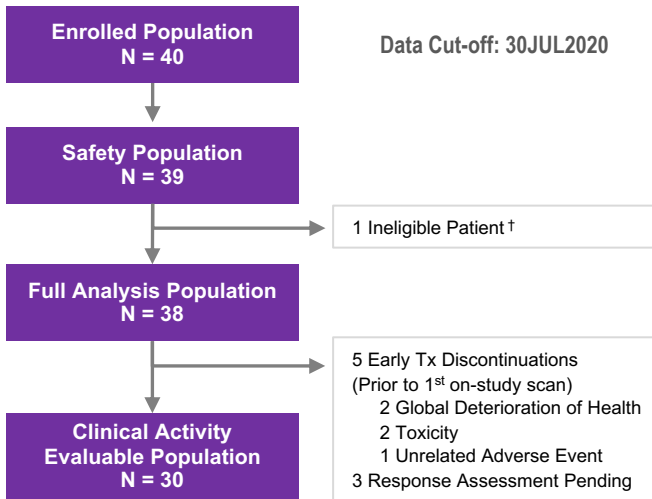 Enrolled Population
N = 40
Data Cut-off: 30JUL2020
Safety Population
N = 39
1 Ineligible Patient †
Full Analysis Population
N = 38
5 Early Tx Discontinuations
(Prior to 1st on-study scan)
2 Global Deterioration of Health
2 Toxicity
1 Unrelated Adverse Event
3 Response Assessment Pending
Clinical Activity
Evaluable Population
N = 30